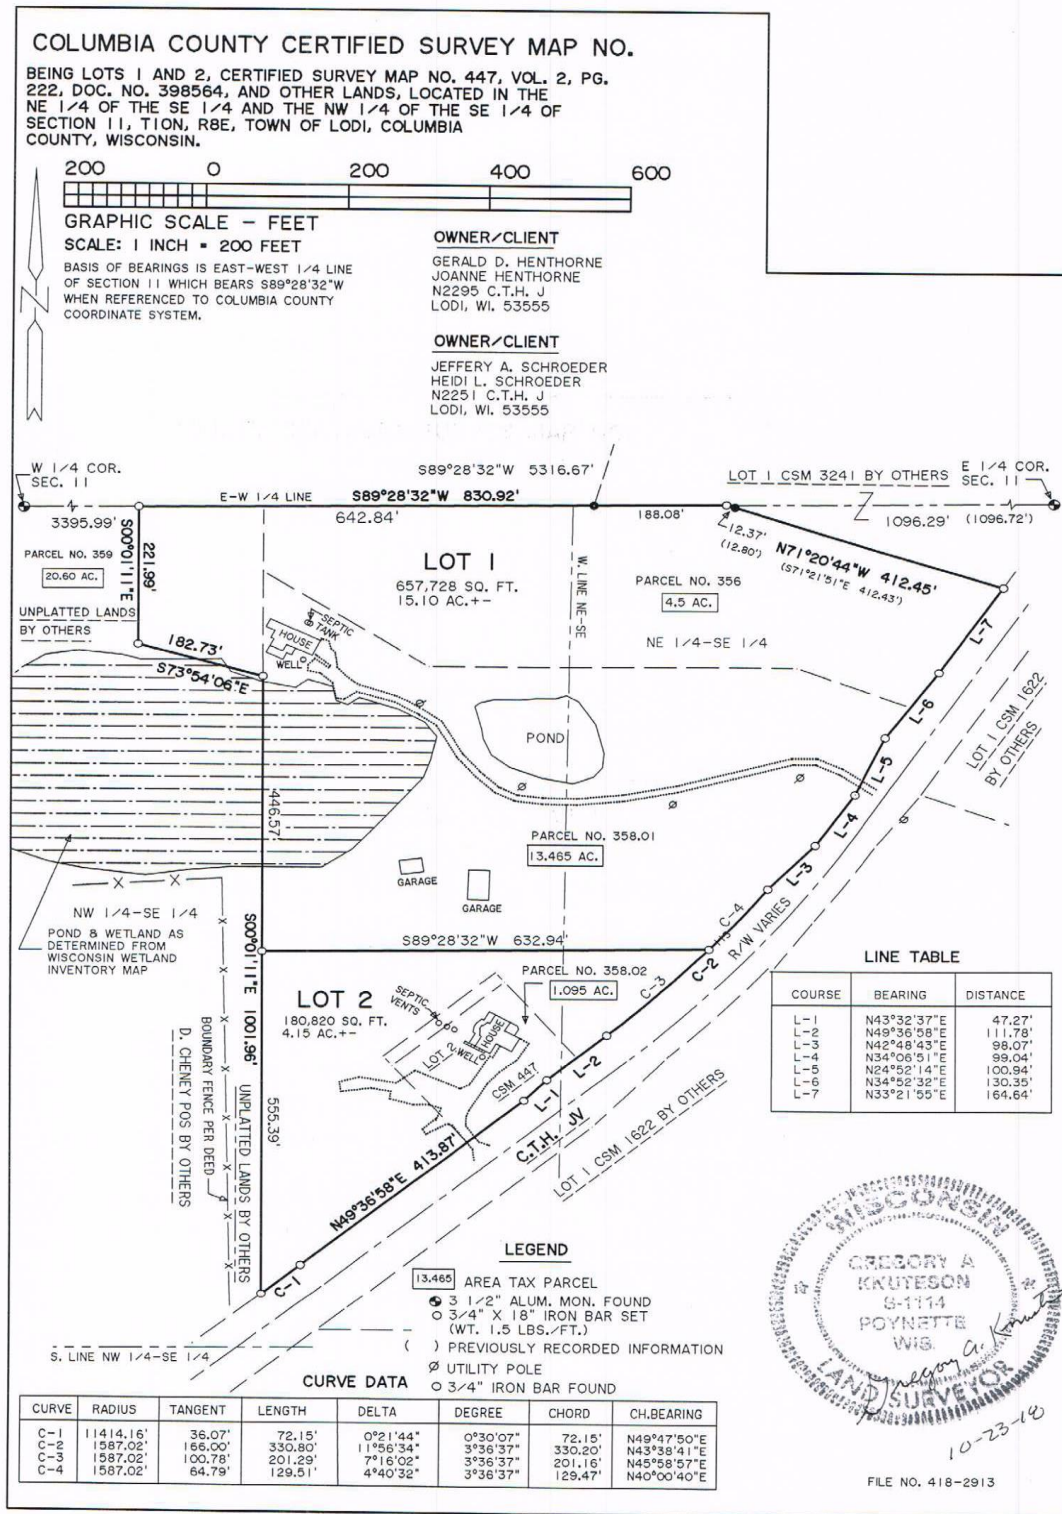 COLUMBIA COUNTY CERTIFIED SURVEY MAP NO.
BEING LOTS 1 AND 2, CERTIFIED SURVEY MAP NO. 447, VOL. 2, PG.
222, DOC. NO. 398564, AND OTHER LANDS, LOCATED IN THE
NE 1/4 OF THE SE 1/4 AND THE NW 1/4 OF THE SE 1/4 OF
SECTION 11, T10N, R8E, TOWN OF LODI, COLUMBIA
COUNTY, WISCONSIN.
200 0 200 400 600
GRAPHIC SCALE - FEET
SCALE: 1 INCH = 200 FEET
BASIS OF BEARINGS IS EAST-WEST 1/4 LINE
OF SECTION 11 WHICH BEARS S89°28'32"W
WHEN REFERENCED TO COLUMBIA COUNTY
COORDINATE SYSTEM.
N
OWNER/CLIENT
GERALD D. HENTHORNE
JOANNE HENTHORNE
N2295 C.T.H. J
LODI, WI. 53555
OWNER/CLIENT
JEFFERY A. SCHROEDER
HEIDI L. SCHROEDER
N2251 C.T.H. J
LODI, WI. 53555
W 1/4 COR.
SEC. 11
S89°28'32"W 5316.67'
LOT 1 CSM 3241 BY OTHERS
E 1/4 COR.
SEC. 11
E-W 1/4 LINE
S89°28'32"W 830.92'
3395.99'
642.84'
188.08'
1096.29' (1096.72')
12.37'
(12.80')
N71°20'44"W 412.45'
(S71°21'51"E 412.43')
S00°01'11"E
221.99'
PARCEL NO. 359
20.60 AC.
UNPLATTED LANDS
BY OTHERS
LOT 1
657,728 SQ. FT.
15.10 AC.+-
W. LINE NE-SE
PARCEL NO. 356
4.5 AC.
NE 1/4-SE 1/4
182.73'
S73°54'06"E
SEPTIC
TANK
HOUSE
WELL
POND
L-7
L-6
L-5
L-4
L-3
LOT 1 CSM 1622
BY OTHERS
446.57'
PARCEL NO. 358.01
13.465 AC.
GARAGE
GARAGE
C-4
R/W VARIES
113
C-2
C-3
NW 1/4-SE 1/4
POND & WETLAND AS
DETERMINED FROM
WISCONSIN WETLAND
INVENTORY MAP
S89°28'32"W 632.94'
S00°01'11"E 1001.96'
555.39'
LOT 2
180,820 SQ. FT.
4.15 AC.+-
PARCEL NO. 358.02
1.095 AC.
SEPTIC
VENTS
HOUSE
WELL
LOT 2
CSM 447
L-2
L-1
C.T.H. JV
LOT 1 CSM 1622 BY OTHERS
D. CHENEY POS BY OTHERS
BOUNDARY FENCE PER DEED
UNPLATTED LANDS BY OTHERS
N49°36'58"E 413.87'
C-1
S. LINE NW 1/4-SE 1/4
LINE TABLE
COURSE BEARING DISTANCE
L-1 N43°32'37"E 47.27'
L-2 N49°36'58"E 111.78'
L-3 N42°48'43"E 98.07'
L-4 N34°06'51"E 99.04'
L-5 N24°52'14"E 100.94'
L-6 N34°52'32"E 130.35'
L-7 N33°21'55"E 164.64'
LEGEND
13.465 AREA TAX PARCEL
3 1/2" ALUM. MON. FOUND
3/4" X 18" IRON BAR SET
(WT. 1.5 LBS./FT.)
( ) PREVIOUSLY RECORDED INFORMATION
UTILITY POLE
3/4" IRON BAR FOUND
WISCONSIN
GREGORY A
KKUTESON
S-1114
POYNETTE
WIS.
LAND SURVEYOR
10-23-18
CURVE DATA
CURVE RADIUS TANGENT LENGTH DELTA DEGREE CHORD CH.BEARING
C-1 11414.16' 36.07' 72.15' 0°21'44" 0°30'07" 72.15' N49°47'50"E
C-2 1587.02' 166.00' 330.80' 11°56'34" 3°36'37" 330.20' N43°38'41"E
C-3 1587.02' 100.78' 201.29' 7°16'02" 3°36'37" 201.16' N45°58'57"E
C-4 1587.02' 64.79' 129.51' 4°40'32" 3°36'37" 129.47' N40°00'40"E
FILE NO. 418-2913